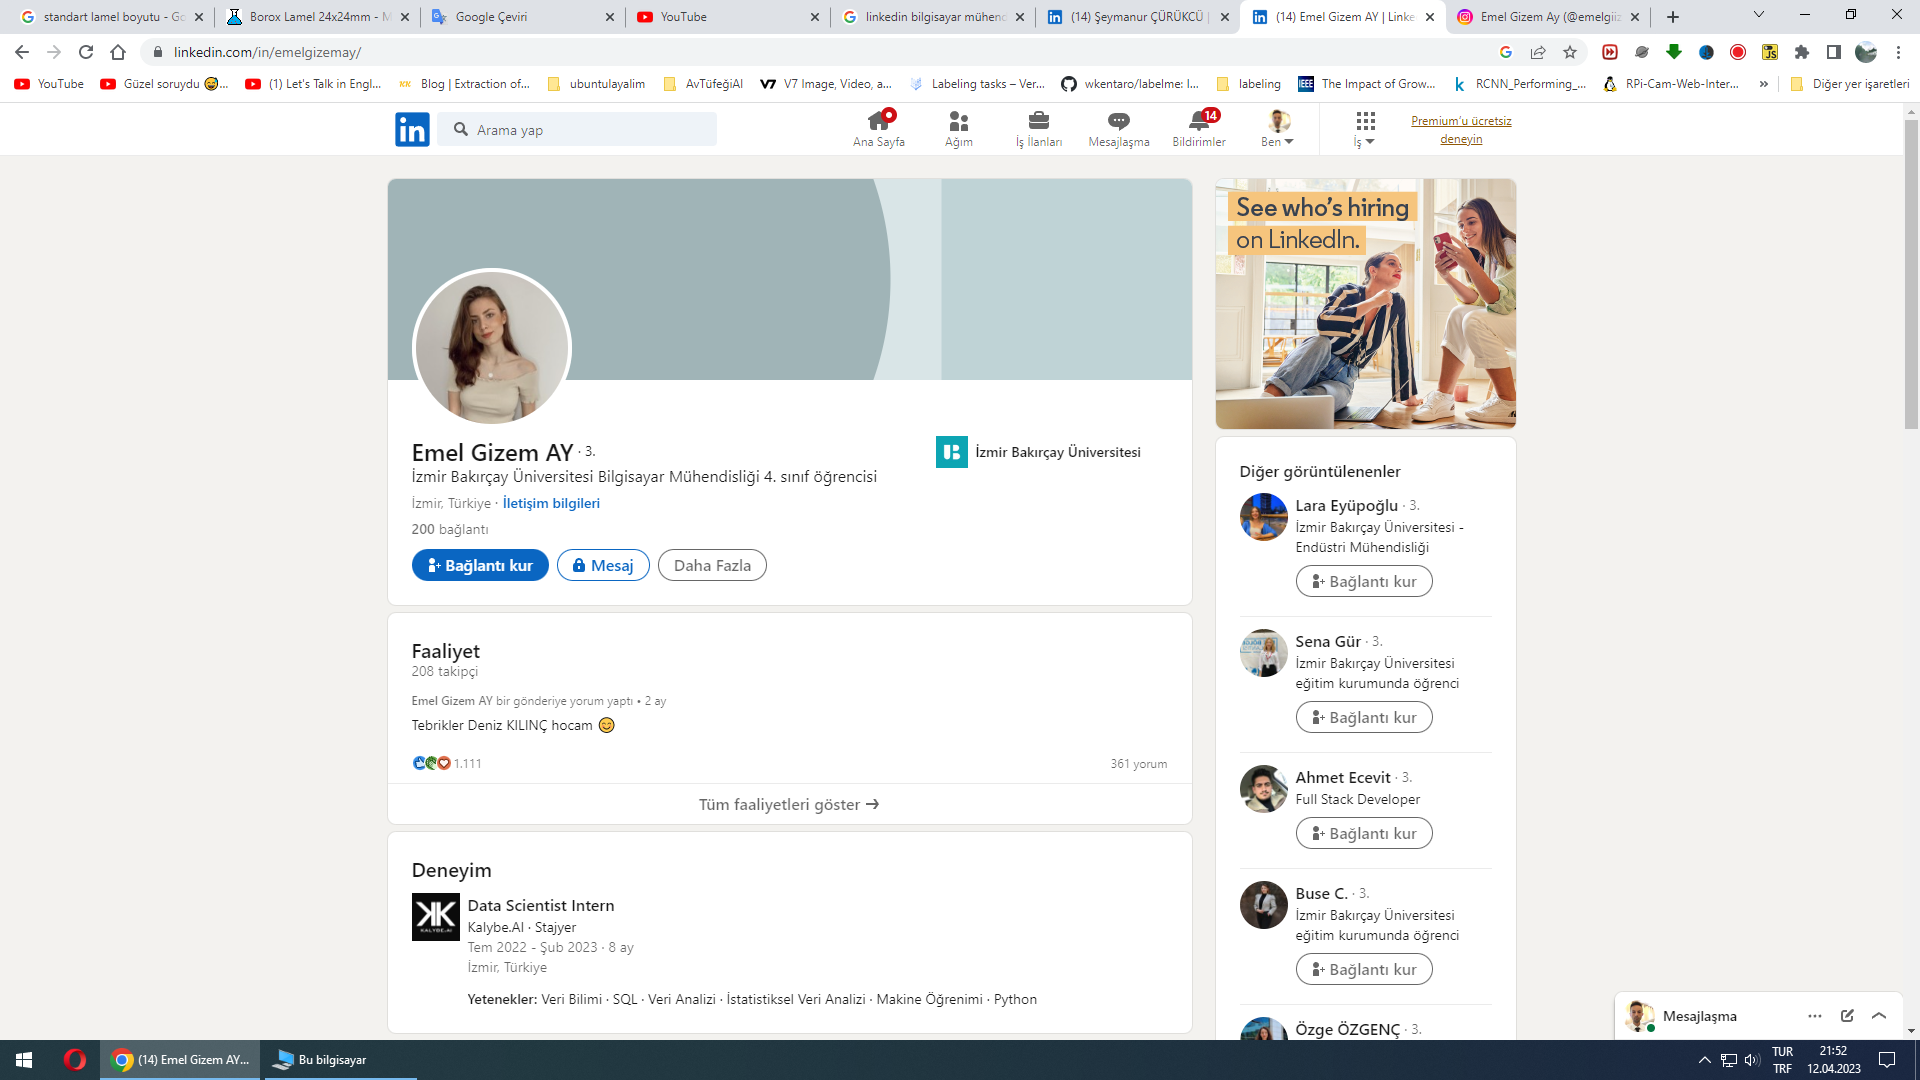 standart lamel boyutu - Go
Borox Lamel 24x24mm - M
Google Çeviri
YouTube
linkedin bilgisayar mühend
(14) Şeymanur ÇÜRÜKCÜ |
(14) Emel Gizem AY | Linke
Emel Gizem Ay (@emelgiiz
linkedin.com/in/emelgizemay/
YouTube
Güzel soruydu 😅...
(1) Let's Talk in Engl...
Blog | Extraction of...
ubuntulayalim
AvTüfeğiAI
V7 Image, Video, a...
Labeling tasks – Ver...
wkentaro/labelme: I...
labeling
IEEE
The Impact of Grow...
RCNN_Performing_...
RPi-Cam-Web-Inter...
»
Diğer yer işaretleri
in
Arama yap
Ana Sayfa
Ağım
İş İlanları
Mesajlaşma
14
Bildirimler
Ben
İş
Premium'u ücretsiz
deneyin
See who's hiring
on LinkedIn.
Emel Gizem AY · 3.
İzmir Bakırçay Üniversitesi Bilgisayar Mühendisliği 4. sınıf öğrencisi
İzmir, Türkiye · İletişim bilgileri
200 bağlantı
Bağlantı kur
Mesaj
Daha Fazla
İzmir Bakırçay Üniversitesi
Faaliyet
208 takipçi
Emel Gizem AY bir gönderiye yorum yaptı • 2 ay
Tebrikler Deniz KILINÇ hocam 😊
1.111
361 yorum
Tüm faaliyetleri göster →
Deneyim
KALYBE.AI
Data Scientist Intern
Kalybe.AI · Stajyer
Tem 2022 - Şub 2023 · 8 ay
İzmir, Türkiye
Yetenekler: Veri Bilimi · SQL · Veri Analizi · İstatistiksel Veri Analizi · Makine Öğrenimi · Python
Diğer görüntülenenler
Lara Eyüpoğlu · 3.
İzmir Bakırçay Üniversitesi -
Endüstri Mühendisliği
Bağlantı kur
Sena Gür · 3.
İzmir Bakırçay Üniversitesi
eğitim kurumunda öğrenci
Bağlantı kur
Ahmet Ecevit · 3.
Full Stack Developer
Bağlantı kur
Buse C. · 3.
İzmir Bakırçay Üniversitesi
eğitim kurumunda öğrenci
Bağlantı kur
Özge ÖZGENÇ · 3.
Mesajlaşma
(14) Emel Gizem AY...
Bu bilgisayar
TUR
TRF
21:52
12.04.2023